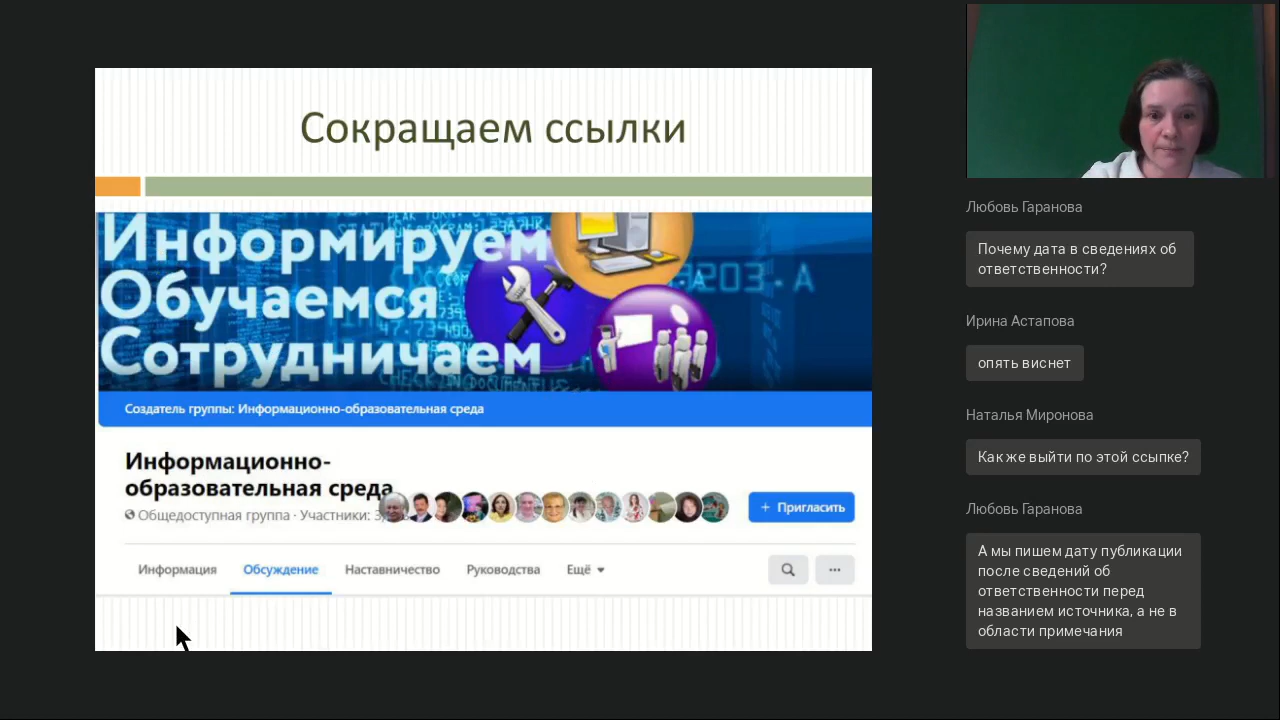 Сокращаем ссылки
Информируем
Обучаемся
Сотрудничаем
Создатель группы: Информационно-образовательная среда
Информационно-
образовательная среда
Общедоступная группа · Участники:
+ Пригласить
Информация Обсуждение Наставничество Руководства Ещё
Любовь Гаранова
Почему дата в сведениях об
ответственности?
Ирина Астапова
опять виснет
Наталья Миронова
Как же выйти по этой ссыпке?
Любовь Гаранова
А мы пишем дату публикации
после сведений об
ответственности перед
названием источника, а не в
области примечания